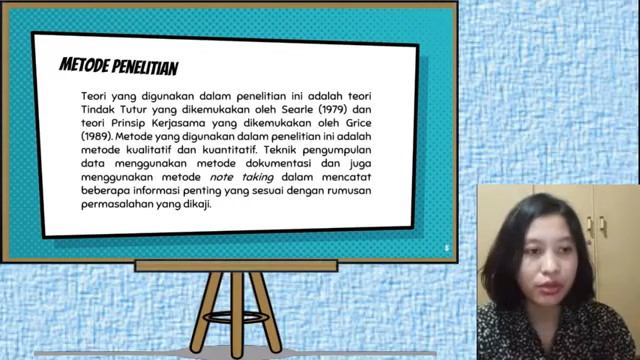 METODE PENELITIAN
Teori yang digunakan dalam penelitian ini adalah teori
Tindak Tutur yang dikemukakan oleh Searle (1979) dan
teori Prinsip Kerjasama yang dikemukakan oleh Grice
(1989). Metode yang digunakan dalam penelitian ini adalah
metode kualitatif dan kuantitatif. Teknik pengumpulan
data menggunakan metode dokumentasi dan juga
menggunakan metode note taking dalam mencatat
beberapa informasi penting yang sesuai dengan rumusan
permasalahan yang dikaji.